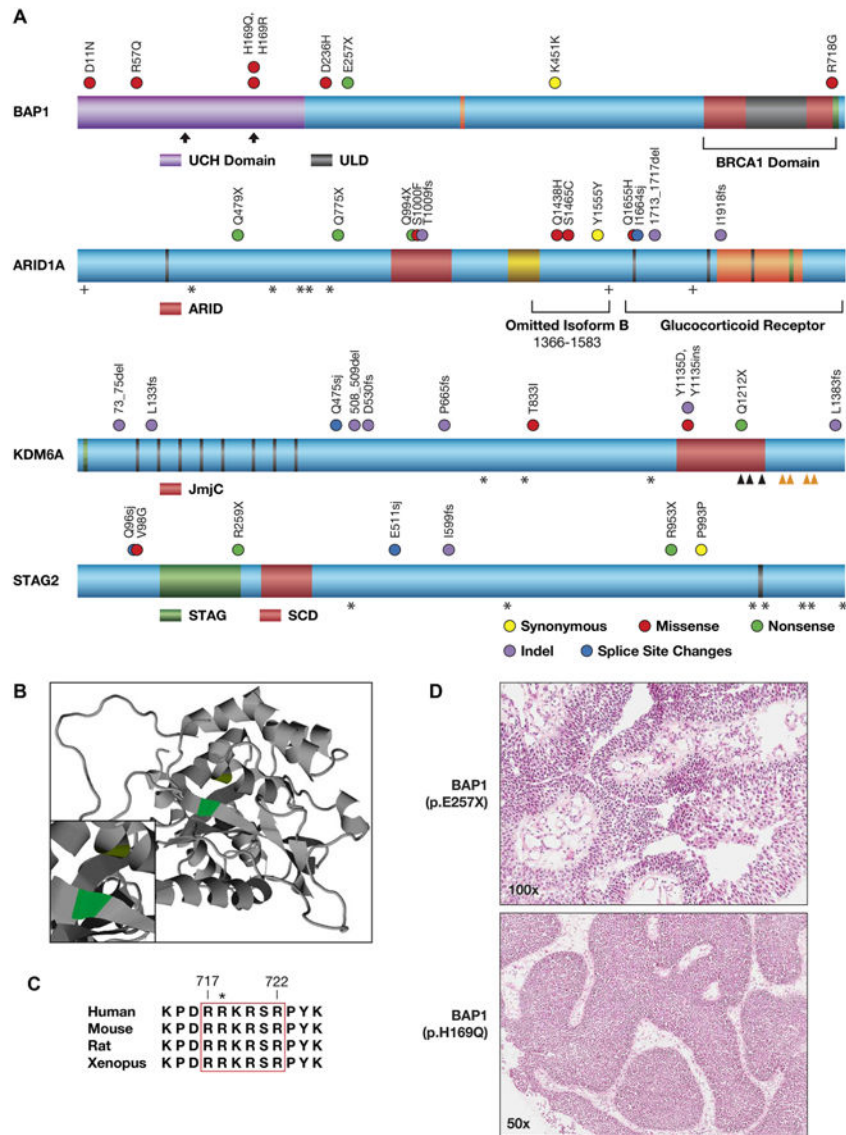 A
D11N
R57Q
H169Q,
H169R
D236H
E257X
K451K
R718G
BAP1
UCH Domain
ULD
BRCA1 Domain
Q479X
Q775X
Q994X
S1000F
T1009fs
Q1438H
S1465C
Y1555Y
Q1655H
I1664sj
1713_1717del
I1918fs
ARID1A
+ * * ** * + +
ARID
Omitted Isoform B
1366-1583
Glucocorticoid Receptor
73_75del
L133fs
Q475sj
508_509del
D530fs
P665fs
T833I
Y1135D,
Y1135ins
Q1212X
L1383fs
KDM6A
* * *
JmjC
Q96sj
V98G
R259X
E511sj
I599fs
R953X
P993P
STAG2
* * * * ** *
STAG
SCD
Synonymous
Missense
Nonsense
Indel
Splice Site Changes
B
C
717
722
*
Human K P D R R K R S R P Y K
Mouse K P D R R K R S R P Y K
Rat K P D R R K R S R P Y K
Xenopus K P D R R K R S R P Y K
D
BAP1
(p.E257X)
100x
BAP1
(p.H169Q)
50x